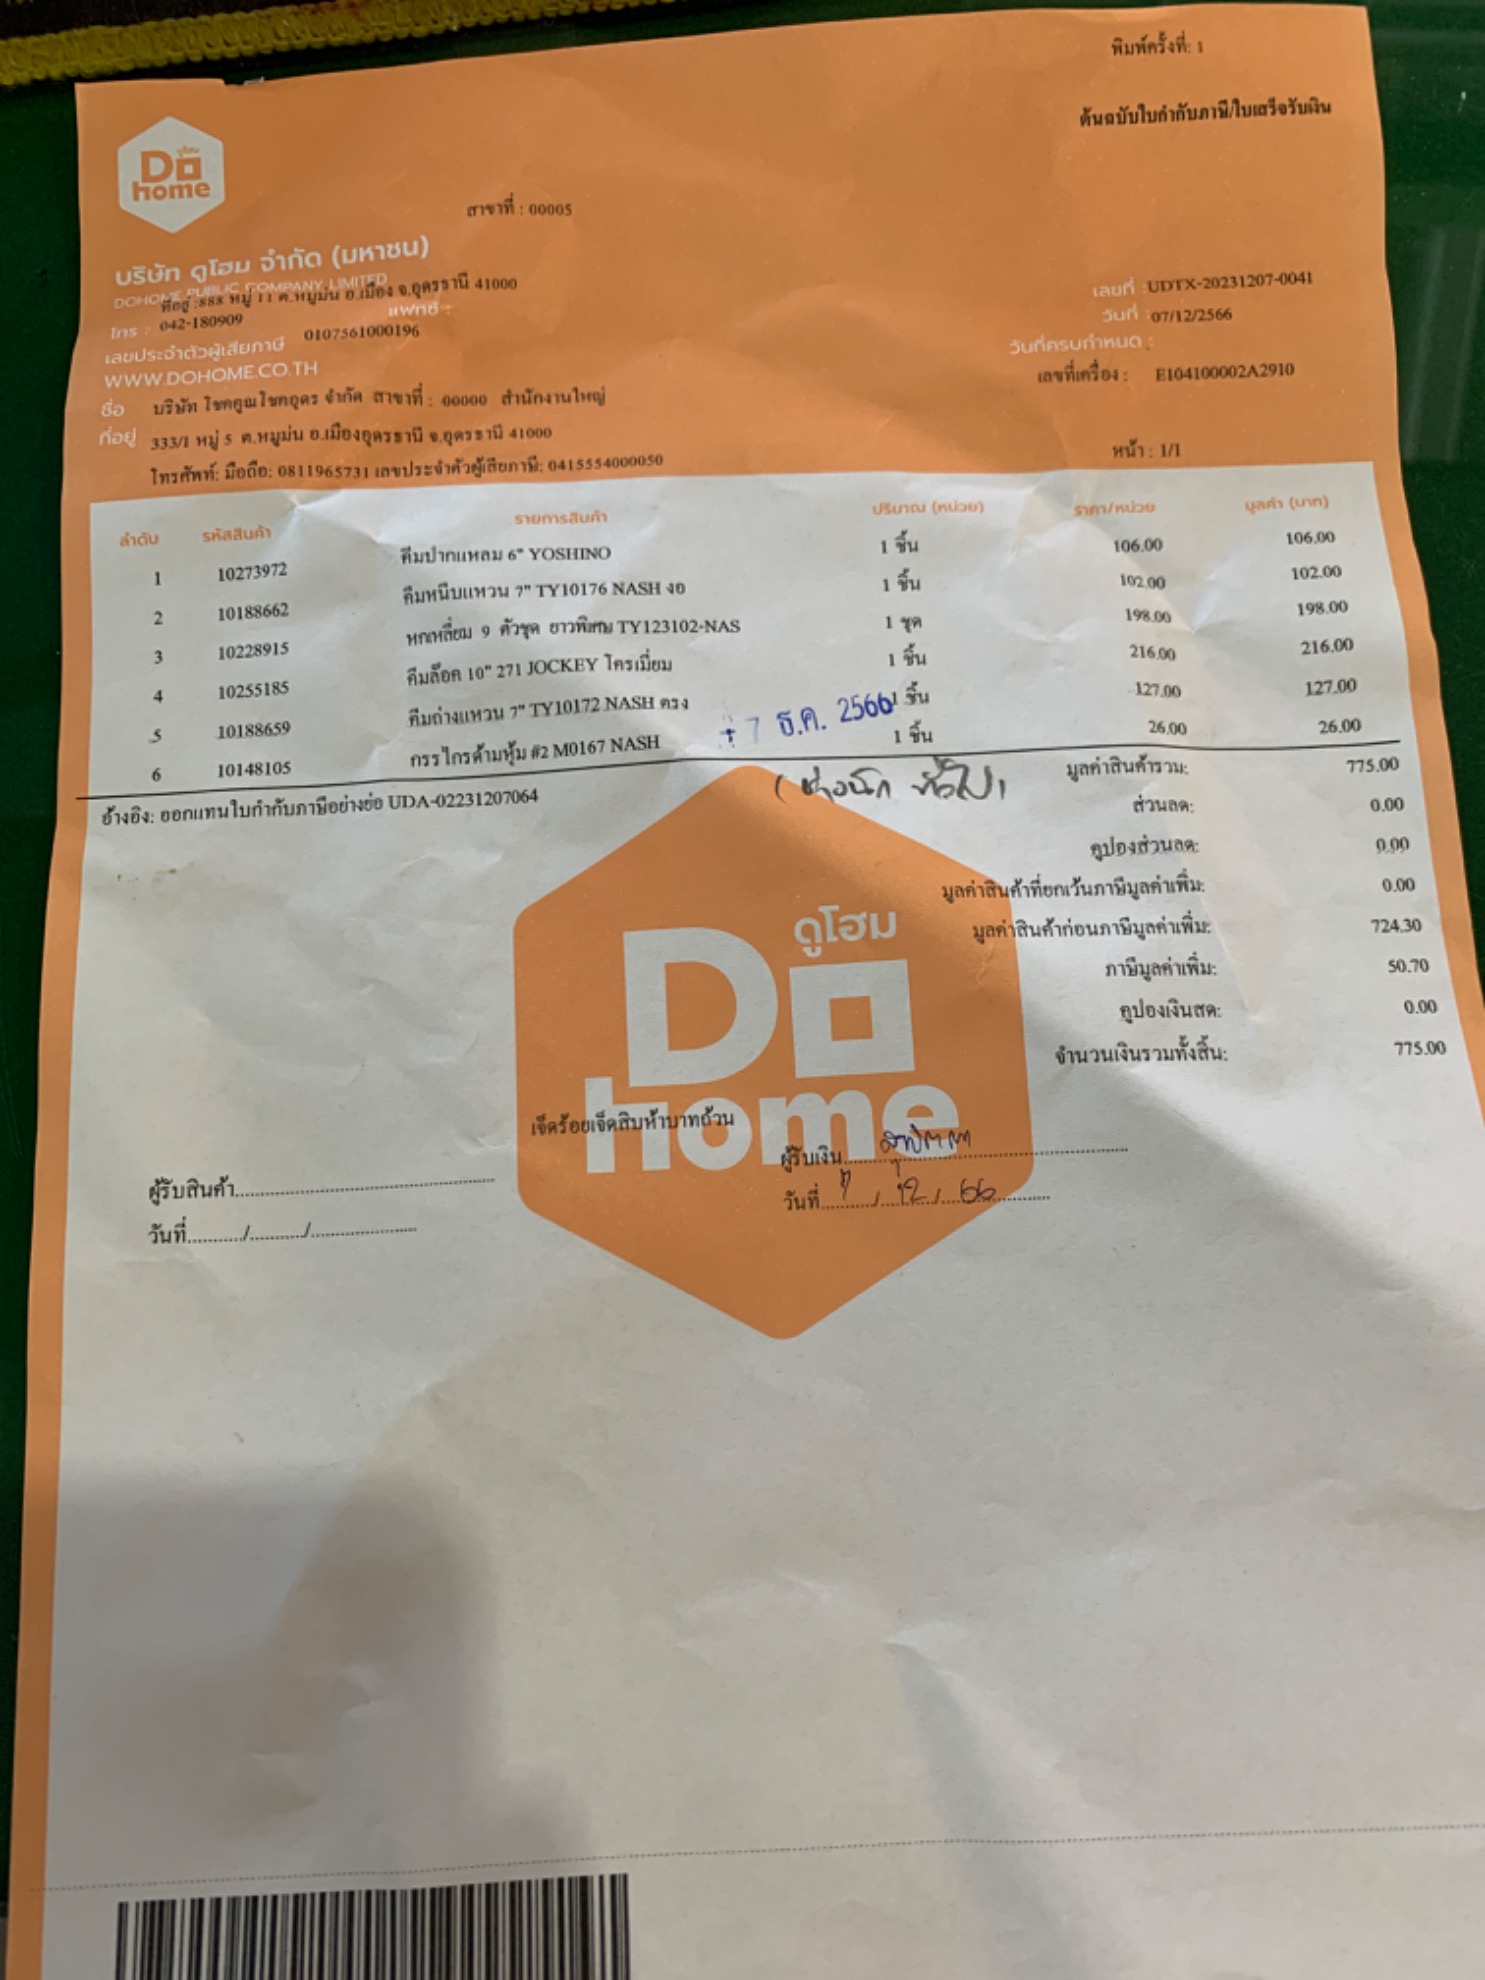 พิมพ์ครั้งที่: 1
ต้นฉบับใบกำกับภาษี/ใบเสร็จรับเงิน
ดูโฮม
Do
home
สาขาที่ : 00005
บริษัท ดูโฮม จำกัด (มหาชน)
DOHOME PUBLIC COMPANY LIMITED
ที่อยู่ :888 หมู่ 11 ต.หมูม่น อ.เมือง จ.อุดรธานี 41000
โทร : 042-180909 แฟกซ์ :
เลขประจำตัวผู้เสียภาษี 0107561000196
WWW.DOHOME.CO.TH
เลขที่ :UDTX-20231207-0041
วันที่ :07/12/2566
วันที่ครบกำหนด :
เลขที่เครื่อง : E104100002A2910
ชื่อ บริษัท โชคคูณโชคอุดร จำกัด สาขาที่ : 00000 สำนักงานใหญ่
ที่อยู่ 333/1 หมู่ 5 ต.หมูม่น อ.เมืองอุดรธานี จ.อุดรธานี 41000
โทรศัพท์: มือถือ: 0811965731 เลขประจำตัวผู้เสียภาษี: 0415554000050
หน้า : 1/1
ลำดับ รหัสสินค้า รายการสินค้า ปริมาณ (หน่วย) ราคา/หน่วย มูลค่า (บาท)
1 10273972 คีมปากแหลม 6" YOSHINO 1 ชิ้น 106.00 106.00
2 10188662 คีมหนีบแหวน 7" TY10176 NASH งอ 1 ชิ้น 102.00 102.00
3 10228915 หกเหลี่ยม 9 ตัวชุด ยาวพิเศษ TY123102-NAS 1 ชุด 198.00 198.00
4 10255185 คีมล๊อค 10" 271 JOCKEY โครเมี่ยม 1 ชิ้น 216.00 216.00
5 10188659 คีมถ่างแหวน 7" TY10172 NASH ตรง 1 ชิ้น 127.00 127.00
6 10148105 กรรไกรด้ามหุ้ม #2 M0167 NASH 1 ชิ้น 26.00 26.00
7 ธ.ค. 2566
อ้างอิง: ออกแทนใบกำกับภาษีอย่างย่อ UDA-02231207064
มูลค่าสินค้ารวม: 775.00
ส่วนลด: 0.00
คูปองส่วนลด: 0.00
มูลค่าสินค้าที่ยกเว้นภาษีมูลค่าเพิ่ม: 0.00
มูลค่าสินค้าก่อนภาษีมูลค่าเพิ่ม: 724.30
ภาษีมูลค่าเพิ่ม: 50.70
คูปองเงินสด: 0.00
จำนวนเงินรวมทั้งสิ้น: 775.00
ดูโฮม
Do
home
เจ็ดร้อยเจ็ดสิบห้าบาทถ้วน
ผู้รับสินค้า
วันที่ / /
ผู้รับเงิน
วันที่ 7 / 12 / 66